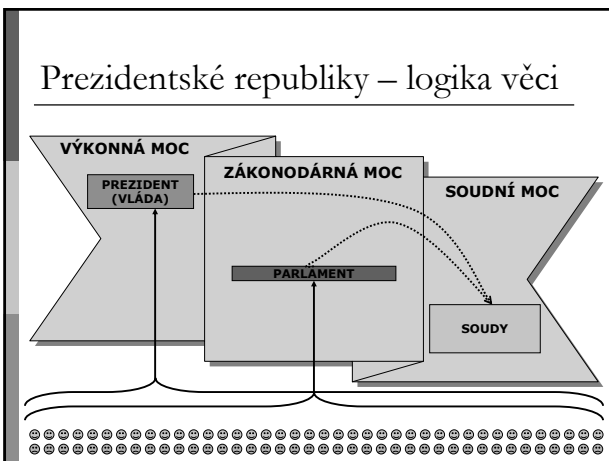 Prezidentské republiky – logika věci
VÝKONNÁ MOC
PREZIDENT
(VLÁDA)
ZÁKONODÁRNÁ MOC
PARLAMENT
SOUDNÍ MOC
SOUDY